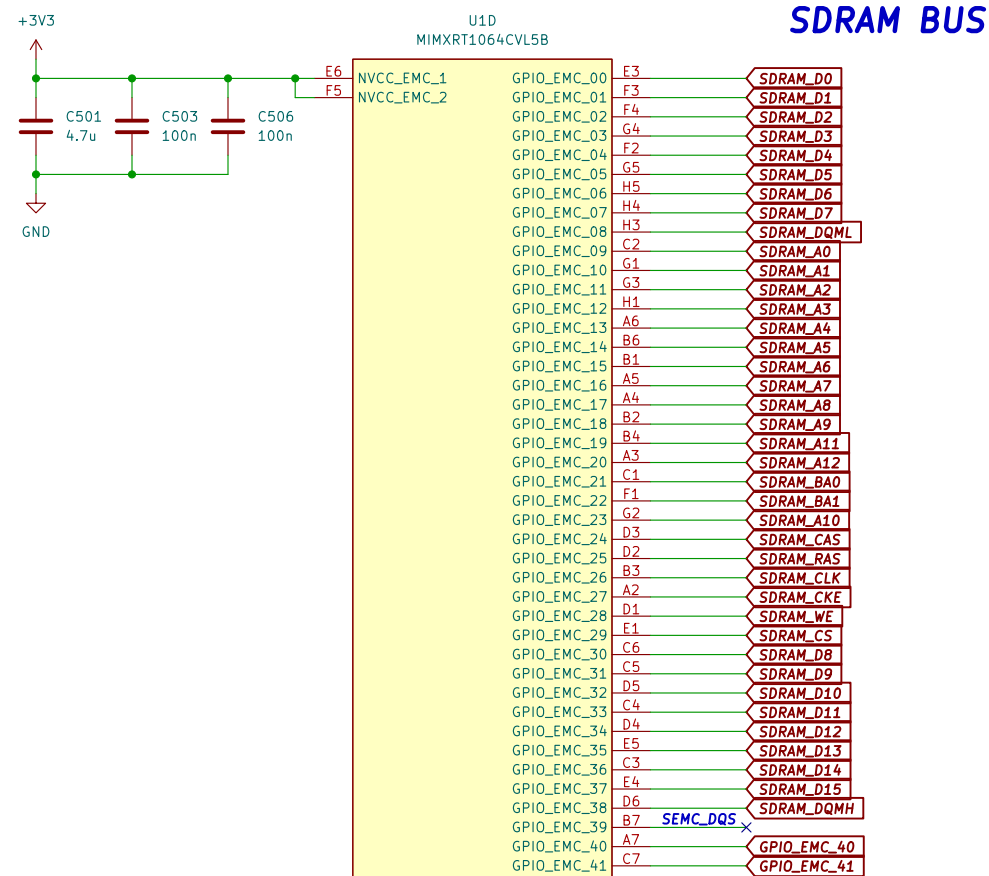 SDRAM BUS
+3V3
U1D
MIMXRT1064CVL5B
C501
4.7u
C503
100n
C506
100n
GND
E6 NVCC_EMC_1
F5 NVCC_EMC_2
GPIO_EMC_00 E3 SDRAM_D0
GPIO_EMC_01 F3 SDRAM_D1
GPIO_EMC_02 F4 SDRAM_D2
GPIO_EMC_03 G4 SDRAM_D3
GPIO_EMC_04 F2 SDRAM_D4
GPIO_EMC_05 G5 SDRAM_D5
GPIO_EMC_06 H5 SDRAM_D6
GPIO_EMC_07 H4 SDRAM_D7
GPIO_EMC_08 H3 SDRAM_DQML
GPIO_EMC_09 C2 SDRAM_A0
GPIO_EMC_10 G1 SDRAM_A1
GPIO_EMC_11 G3 SDRAM_A2
GPIO_EMC_12 H1 SDRAM_A3
GPIO_EMC_13 A6 SDRAM_A4
GPIO_EMC_14 B6 SDRAM_A5
GPIO_EMC_15 B1 SDRAM_A6
GPIO_EMC_16 A5 SDRAM_A7
GPIO_EMC_17 A4 SDRAM_A8
GPIO_EMC_18 B2 SDRAM_A9
GPIO_EMC_19 B4 SDRAM_A11
GPIO_EMC_20 A3 SDRAM_A12
GPIO_EMC_21 C1 SDRAM_BA0
GPIO_EMC_22 F1 SDRAM_BA1
GPIO_EMC_23 G2 SDRAM_A10
GPIO_EMC_24 D3 SDRAM_CAS
GPIO_EMC_25 D2 SDRAM_RAS
GPIO_EMC_26 B3 SDRAM_CLK
GPIO_EMC_27 A2 SDRAM_CKE
GPIO_EMC_28 D1 SDRAM_WE
GPIO_EMC_29 E1 SDRAM_CS
GPIO_EMC_30 C6 SDRAM_D8
GPIO_EMC_31 C5 SDRAM_D9
GPIO_EMC_32 D5 SDRAM_D10
GPIO_EMC_33 C4 SDRAM_D11
GPIO_EMC_34 D4 SDRAM_D12
GPIO_EMC_35 E5 SDRAM_D13
GPIO_EMC_36 C3 SDRAM_D14
GPIO_EMC_37 E4 SDRAM_D15
GPIO_EMC_38 D6 SDRAM_DQMH
GPIO_EMC_39 B7 SEMC_DQS
GPIO_EMC_40 A7 GPIO_EMC_40
GPIO_EMC_41 C7 GPIO_EMC_41